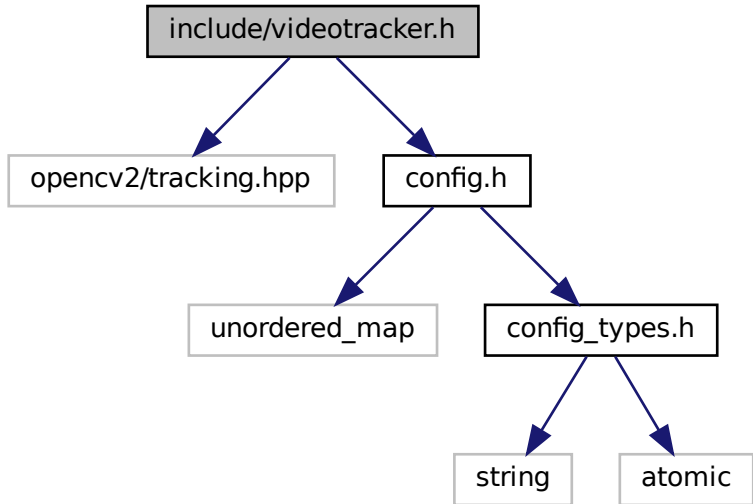 include/videotracker.h
opencv2/tracking.hpp
config.h
unordered_map
config_types.h
string
atomic